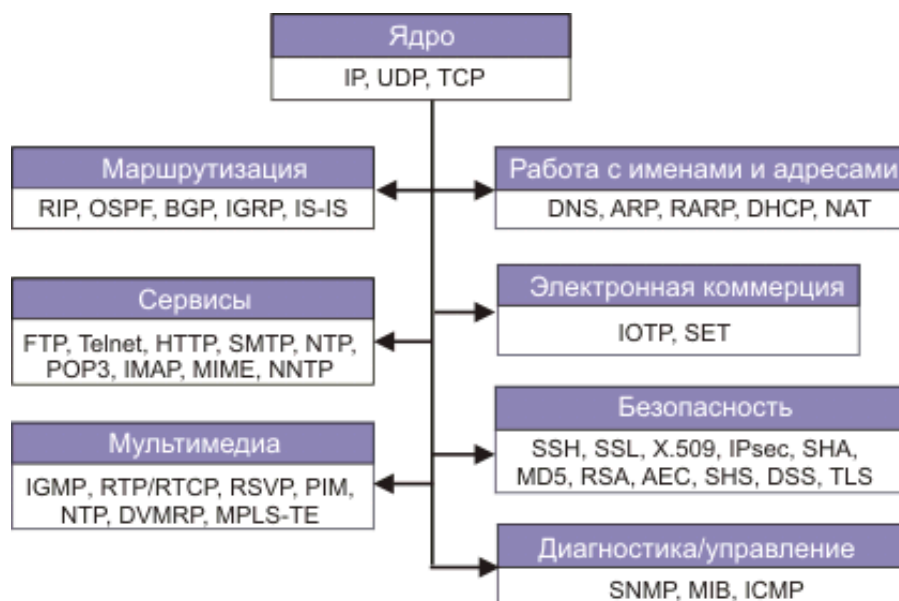 Ядро
IP, UDP, TCP
Маршрутизация
RIP, OSPF, BGP, IGRP, IS-IS
Работа с именами и адресами
DNS, ARP, RARP, DHCP, NAT
Сервисы
FTP, Telnet, HTTP, SMTP, NTP,
POP3, IMAP, MIME, NNTP
Электронная коммерция
IOTP, SET
Мультимедиа
IGMP, RTP/RTCP, RSVP, PIM,
NTP, DVMRP, MPLS-TE
Безопасность
SSH, SSL, X.509, IPsec, SHA,
MD5, RSA, AEC, SHS, DSS, TLS
Диагностика/управление
SNMP, MIB, ICMP